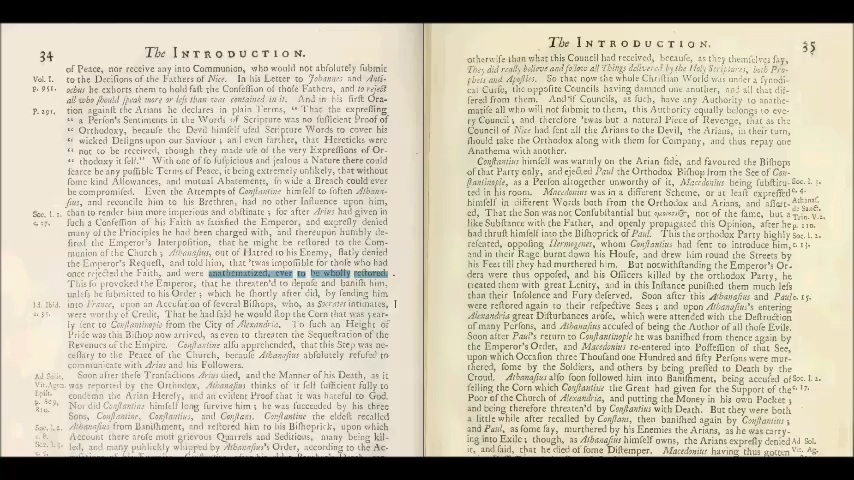 34 The INTRODUCTION.
of Peace, nor receive any into Communion, who would not absolutely submit
Vol. I. to the Decisions of the Fathers of Nice. In his Letter to Johannes and Anti-
p. 951. ochus he exhorts them to hold fast the Confession of those Fathers, and to reject
all who should speak more or less than was contained in it. And in his first Ora-
P. 291. tion against the Arians he declares in plain Terms, “ That the expressing
“ a Person's Sentiments in the Words of Scripture was no sufficient Proof of
“ Orthodoxy, because the Devil himself used Scripture Words to cover his
“ wicked Designs upon our Saviour; and even farther, that Hereticks were
“ not to be received, though they made use of the very Expressions of Or-
“ thodoxy it self.” With one of so suspicious and jealous a Nature there could
scarce be any possible Terms of Peace, it being extremely unlikely, that without
some kind Allowances, and mutual Abatements, so wide a Breach could ever
be compromised. Even the Attempts of Constantine himself to soften Athana-
sius, and reconcile him to his Brethren, had no other Influence upon him,
Soc. l. 2. than to render him more imperious and obstinate; for after Arius had given in
such a Confession of his Faith as satisfied the Emperor, and expresly denied
many of the Principles he had been charged with, and thereupon humbly de-
sired the Emperor's Interposition, that he might be restored to the Com-
munion of the Church; Athanasius, out of Hatred to his Enemy, flatly denied
the Emperor's Request, and told him, that 'twas impossible for those who had
once rejected the Faith, and were anathematized, ever to be wholly restored.
This so provoked the Emperor, that he threaten'd to depose and banish him,
unless he submitted to his Order; which he shortly after did, by sending him
Id. Ibid. into France, upon an Accusation of several Bishops, who, as Socrates intimates,
were worthy of Credit. That he had said he would stop the Corn that was year-
ly sent to Constantinople from the City of Alexandria. To such an Height of
Pride was this Bishop now arrived, as even to threaten the Sequestration of the
Revenues of the Empire. Constantine also apprehended, that this Step was ne-
cessary to the Peace of the Church, because Athanasius absolutely refused to
communicate with Arius and his Followers.
Soon after these Transactions Arius died, and the Manner of his Death, as it
was reported by the Orthodox, Athanasius thinks of it self sufficient fully to
condemn the Arian Heresy, and an evident Proof that it was hateful to God.
Nor did Constantine himself long survive him; he was succeeded by his three
Sons, Constantine, Constantius, and Constans. Constantine the eldest recalled
Soc. l. 2. Athanasius from Banishment, and restored him to his Bishoprick, upon which
Account there arose most grievous Quarrels and Seditions, many being kil-
led, and many publickly whipped by Athanasius's Order, according to the Ac-
The INTRODUCTION. 35
otherwise than what this Council had received, because, as they themselves say,
They did really believe and follow all Things delivered by the Holy Scriptures, both Pro-
phets and Apostles. So that now the whole Christian World was under a synodi-
cal Curse, the opposite Councils having damned one another, and all that dif-
fered from them. And if Councils, as such, have any Authority to anathe-
matise all who will not submit to them, this Authority equally belongs to eve-
ry Council; and therefore 'twas but a natural Piece of Revenge, that as the
Council of Nice had sent all the Arians to the Devil, the Arians, in their turn,
should take the Orthodox along with them for Company, and thus repay one
Anathema with another.
Constantius himself was warmly on the Arian side, and favoured the Bishops
of that Party only, and ejected Paul the Orthodox Bishop from the See of Con-
stantinople, as a Person altogether unworthy of it, Macedonius being substitu-
ted in his room. Macedonius was in a different Scheme, or at least expressed
himself in different Words both from the Orthodox and Arians, and assert-
ed, That the Son was not Consubstantial but, not of the same, but a
like Substance with the Father, and openly propagated this Opinion, after he
had thrust himself into the Bishoprick of Paul. This the orthodox Party highly
resented, opposing Hermogenes, whom Constantius had sent to introduce him,
and in their Rage burnt down his House, and drew him round the Streets by
his Feet till they had murthered him. But notwithstanding the Emperor's Or-
ders were thus opposed, and his Officers killed by the orthodox Party, he
treated them with great Lenity, and in this Instance punished them much less
than their Insolence and Fury deserved. Soon after this Athanasius and Paul
were restored again to their respective Sees; and upon Athanasius's entering
Alexandria great Disturbances arose, which were attended with the Destruction
of many Persons, and Athanasius accused of being the Author of all those Evils.
Soon after Paul's return to Constantinople he was banished from thence again by
the Emperor's Order, and Macedonius re-entered into Possession of that See,
upon which Occasion three Thousand one Hundred and fifty Persons were mur-
thered, some by the Soldiers, and others by being pressed to Death by the
Croud. Athanasius also soon followed him into Banishment, being accused of
selling the Corn which Constantine the Great had given for the Support of the
Poor of the Church of Alexandria, and putting the Money in his own Pocket;
and being therefore threaten'd by Constantius with Death. But they were both
a little while after recalled by Constans, then banished again by Constantius;
and Paul, as some say, murthered by his Enemies the Arians, as he was carry-
ing into Exile; though, as Athanasius himself owns, the Arians expresly denied
it, and said, that he died of some Distemper. Macedonius having thus gotten